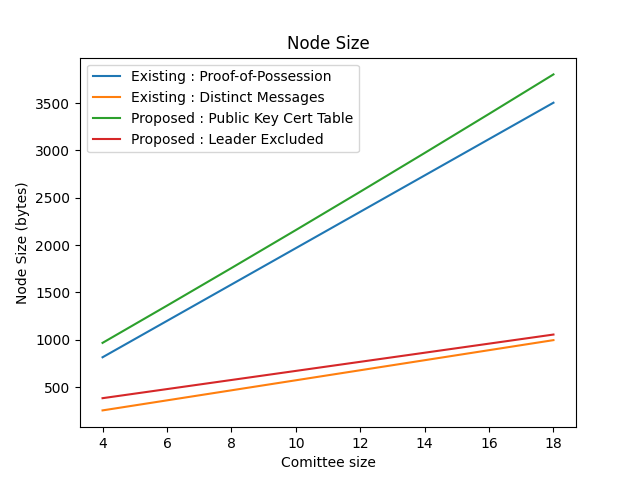 Node Size
Existing : Proof-of-Possession
Existing : Distinct Messages
Proposed : Public Key Cert Table
Proposed : Leader Excluded
Node Size (bytes)
3500
3000
2500
2000
1500
1000
500
4 6 8 10 12 14 16 18
Comittee size